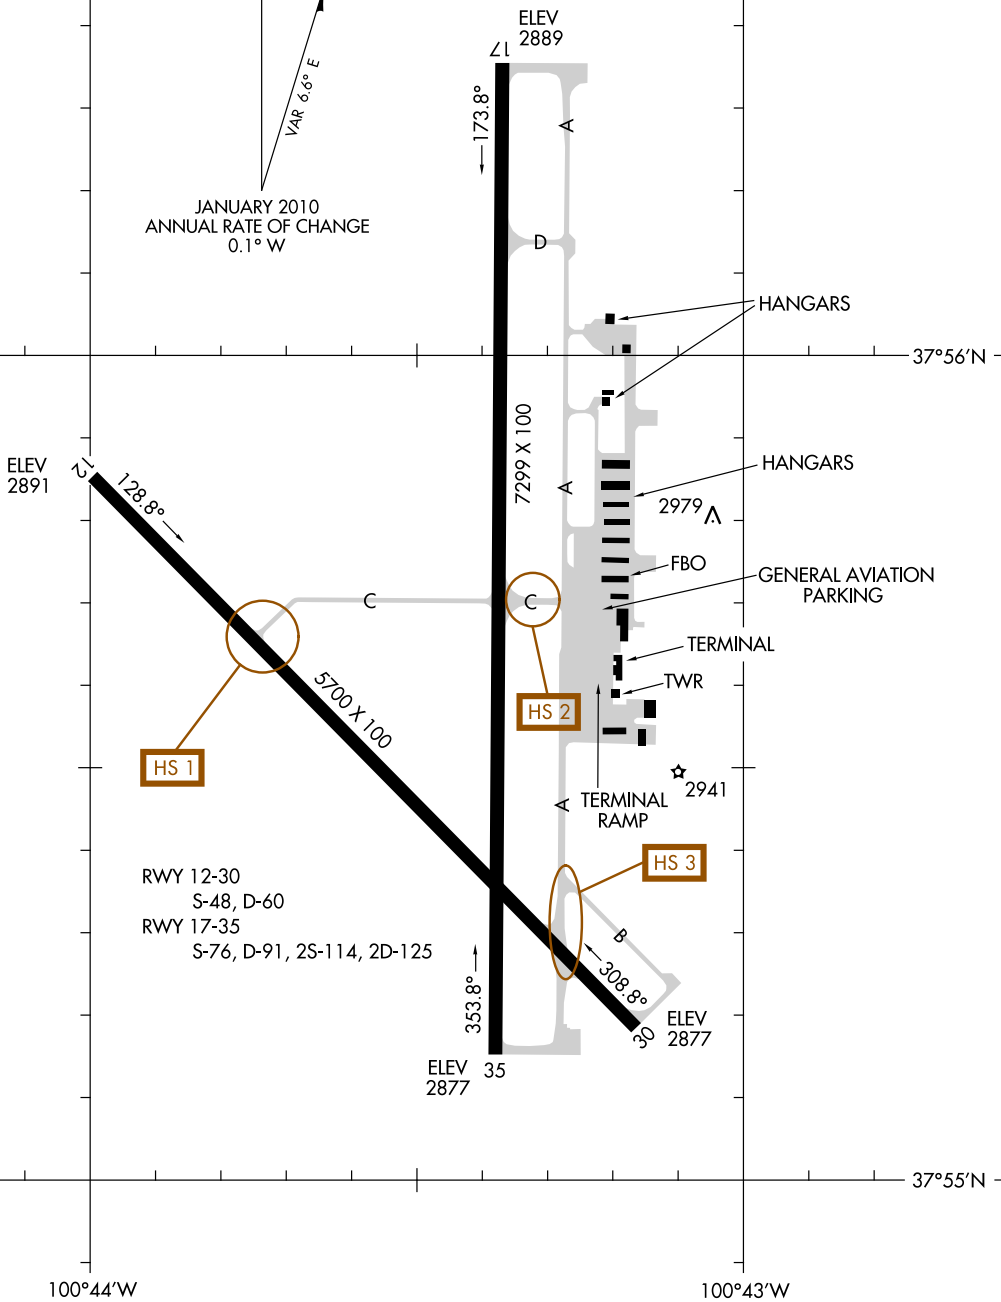 ELEV
2889
17
VAR 6.6° E
173.8°
A
JANUARY 2010
ANNUAL RATE OF CHANGE
0.1° W
D
HANGARS
37°56'N
7299 X 100
ELEV
2891
12
128.8°
HANGARS
A
2979
FBO
GENERAL AVIATION
PARKING
C
C
TERMINAL
TWR
5700 X 100
HS 2
HS 1
2941
A
TERMINAL
RAMP
HS 3
RWY 12-30
S-48, D-60
RWY 17-35
S-76, D-91, 2S-114, 2D-125
B
353.8°
308.8°
ELEV
2877
30
ELEV
2877
35
37°55'N
100°44'W
100°43'W